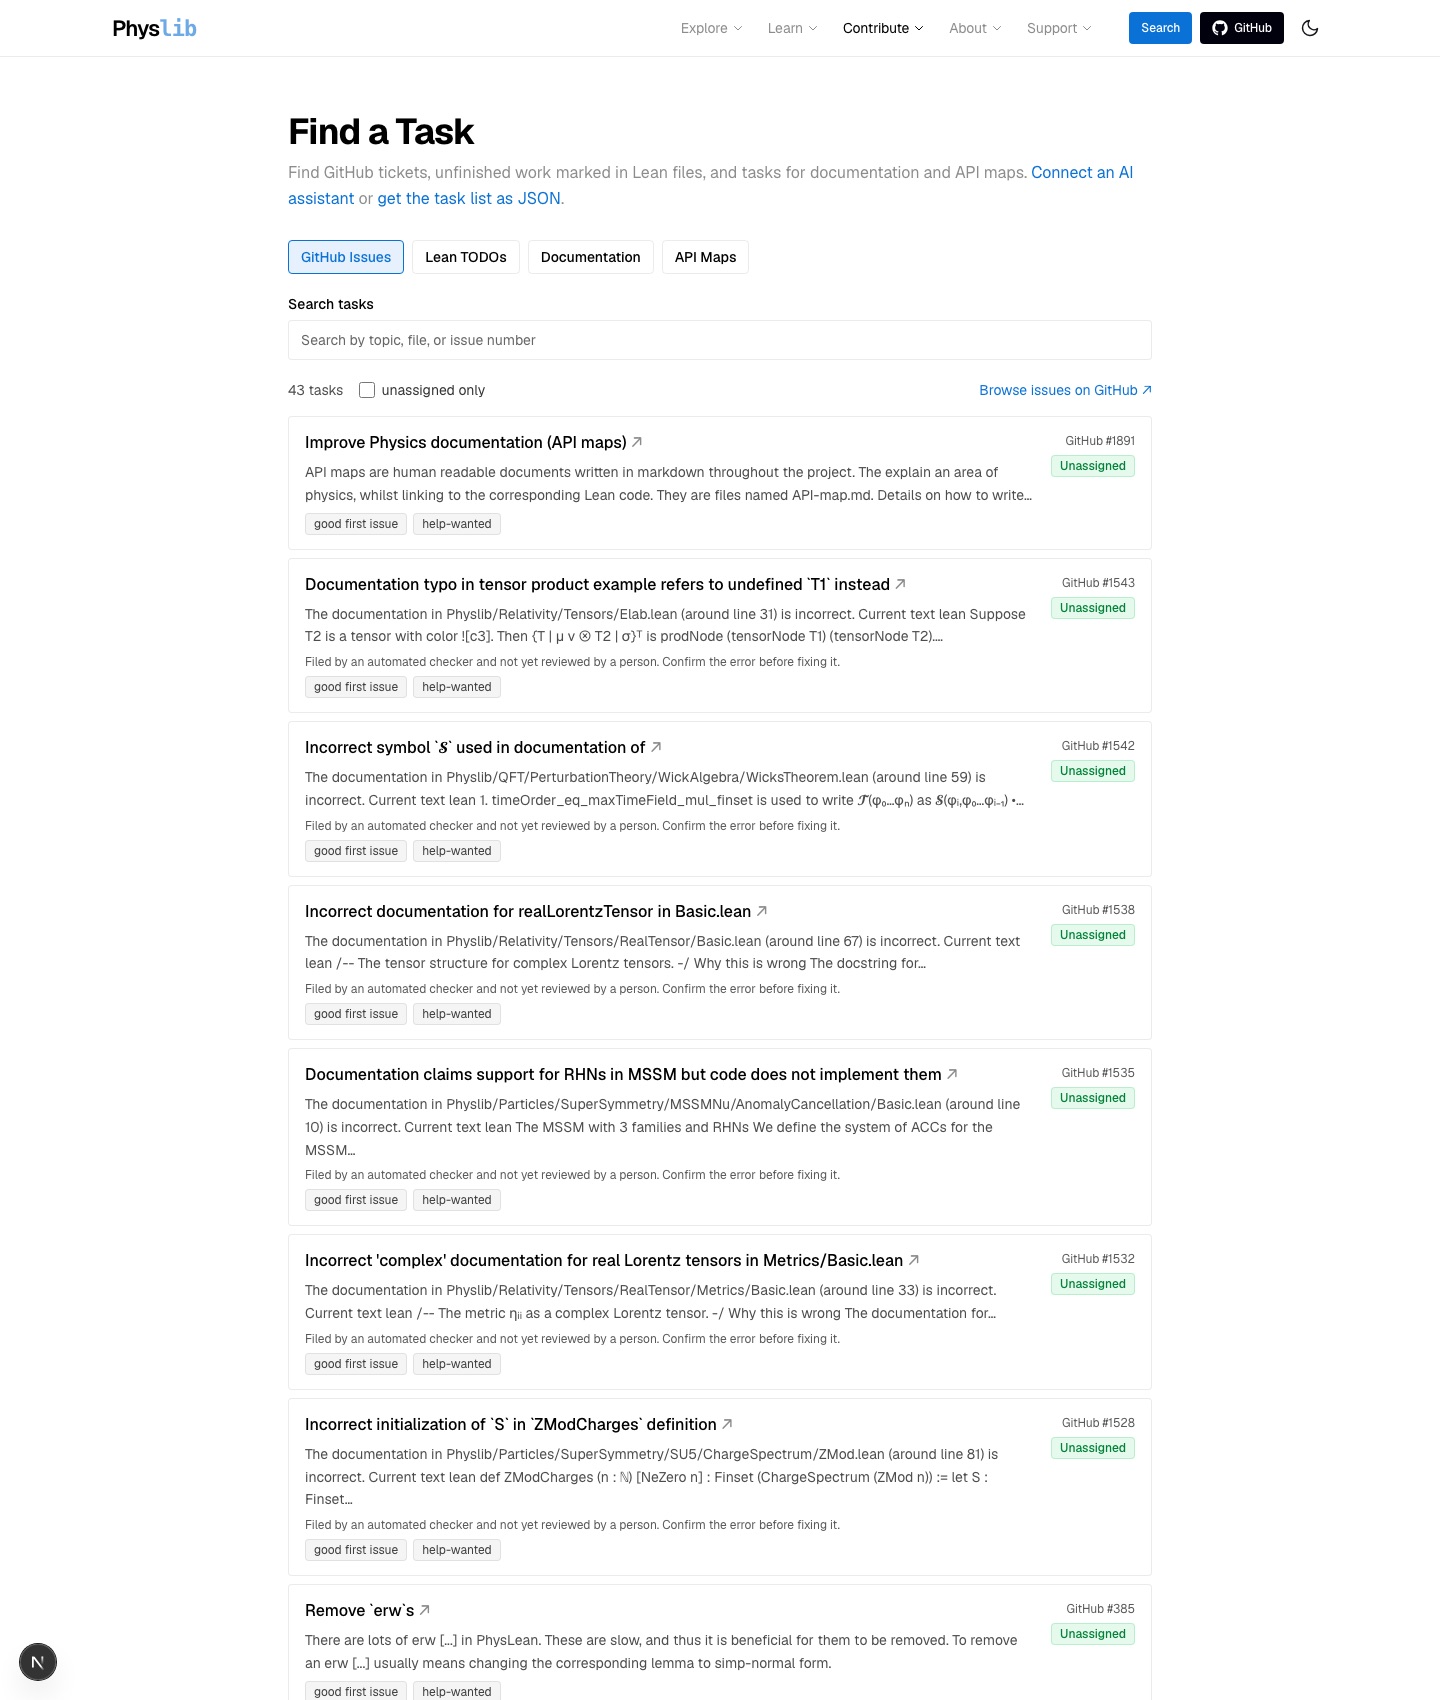 Physlib
Explore
Learn
Contribute
About
Support
Search
GitHub
Find a Task
Find GitHub tickets, unfinished work marked in Lean files, and tasks for documentation and API maps. Connect an AI
assistant or get the task list as JSON.
GitHub Issues
Lean TODOs
Documentation
API Maps
Search tasks
Search by topic, file, or issue number
43 tasks
unassigned only
Browse issues on GitHub ↗
Improve Physics documentation (API maps) ↗
GitHub #1891
Unassigned
API maps are human readable documents written in markdown throughout the project. The explain an area of
physics, whilst linking to the corresponding Lean code. They are files named API-map.md. Details on how to write…
good first issue
help-wanted
Documentation typo in tensor product example refers to undefined `T1` instead ↗
GitHub #1543
Unassigned
The documentation in Physlib/Relativity/Tensors/Elab.lean (around line 31) is incorrect. Current text lean Suppose
T2 is a tensor with color ![c3]. Then {T | μ ν ⊗ T2 | σ}ᵀ is prodNode (tensorNode T1) (tensorNode T2).…
Filed by an automated checker and not yet reviewed by a person. Confirm the error before fixing it.
good first issue
help-wanted
Incorrect symbol `𝓢` used in documentation of ↗
GitHub #1542
Unassigned
The documentation in Physlib/QFT/PerturbationTheory/WickAlgebra/WicksTheorem.lean (around line 59) is
incorrect. Current text lean 1. timeOrder_eq_maxTimeField_mul_finset is used to write 𝓣(φ₀…φₙ) as 𝓢(φᵢ,φ₀…φᵢ₋₁) •…
Filed by an automated checker and not yet reviewed by a person. Confirm the error before fixing it.
good first issue
help-wanted
Incorrect documentation for realLorentzTensor in Basic.lean ↗
GitHub #1538
Unassigned
The documentation in Physlib/Relativity/Tensors/RealTensor/Basic.lean (around line 67) is incorrect. Current text
lean /-- The tensor structure for complex Lorentz tensors. -/ Why this is wrong The docstring for…
Filed by an automated checker and not yet reviewed by a person. Confirm the error before fixing it.
good first issue
help-wanted
Documentation claims support for RHNs in MSSM but code does not implement them ↗
GitHub #1535
Unassigned
The documentation in Physlib/Particles/SuperSymmetry/MSSMNu/AnomalyCancellation/Basic.lean (around line
10) is incorrect. Current text lean The MSSM with 3 families and RHNs We define the system of ACCs for the
MSSM…
Filed by an automated checker and not yet reviewed by a person. Confirm the error before fixing it.
good first issue
help-wanted
Incorrect 'complex' documentation for real Lorentz tensors in Metrics/Basic.lean ↗
GitHub #1532
Unassigned
The documentation in Physlib/Relativity/Tensors/RealTensor/Metrics/Basic.lean (around line 33) is incorrect.
Current text lean /-- The metric ηᵢᵢ as a complex Lorentz tensor. -/ Why this is wrong The documentation for…
Filed by an automated checker and not yet reviewed by a person. Confirm the error before fixing it.
good first issue
help-wanted
Incorrect initialization of `S` in `ZModCharges` definition ↗
GitHub #1528
Unassigned
The documentation in Physlib/Particles/SuperSymmetry/SU5/ChargeSpectrum/ZMod.lean (around line 81) is
incorrect. Current text lean def ZModCharges (n : ℕ) [NeZero n] : Finset (ChargeSpectrum (ZMod n)) := let S :
Finset…
Filed by an automated checker and not yet reviewed by a person. Confirm the error before fixing it.
good first issue
help-wanted
Remove `erw`s ↗
GitHub #385
Unassigned
There are lots of erw […] in PhysLean. These are slow, and thus it is beneficial for them to be removed. To remove
an erw […] usually means changing the corresponding lemma to simp-normal form.
good first issue
help-wanted
N